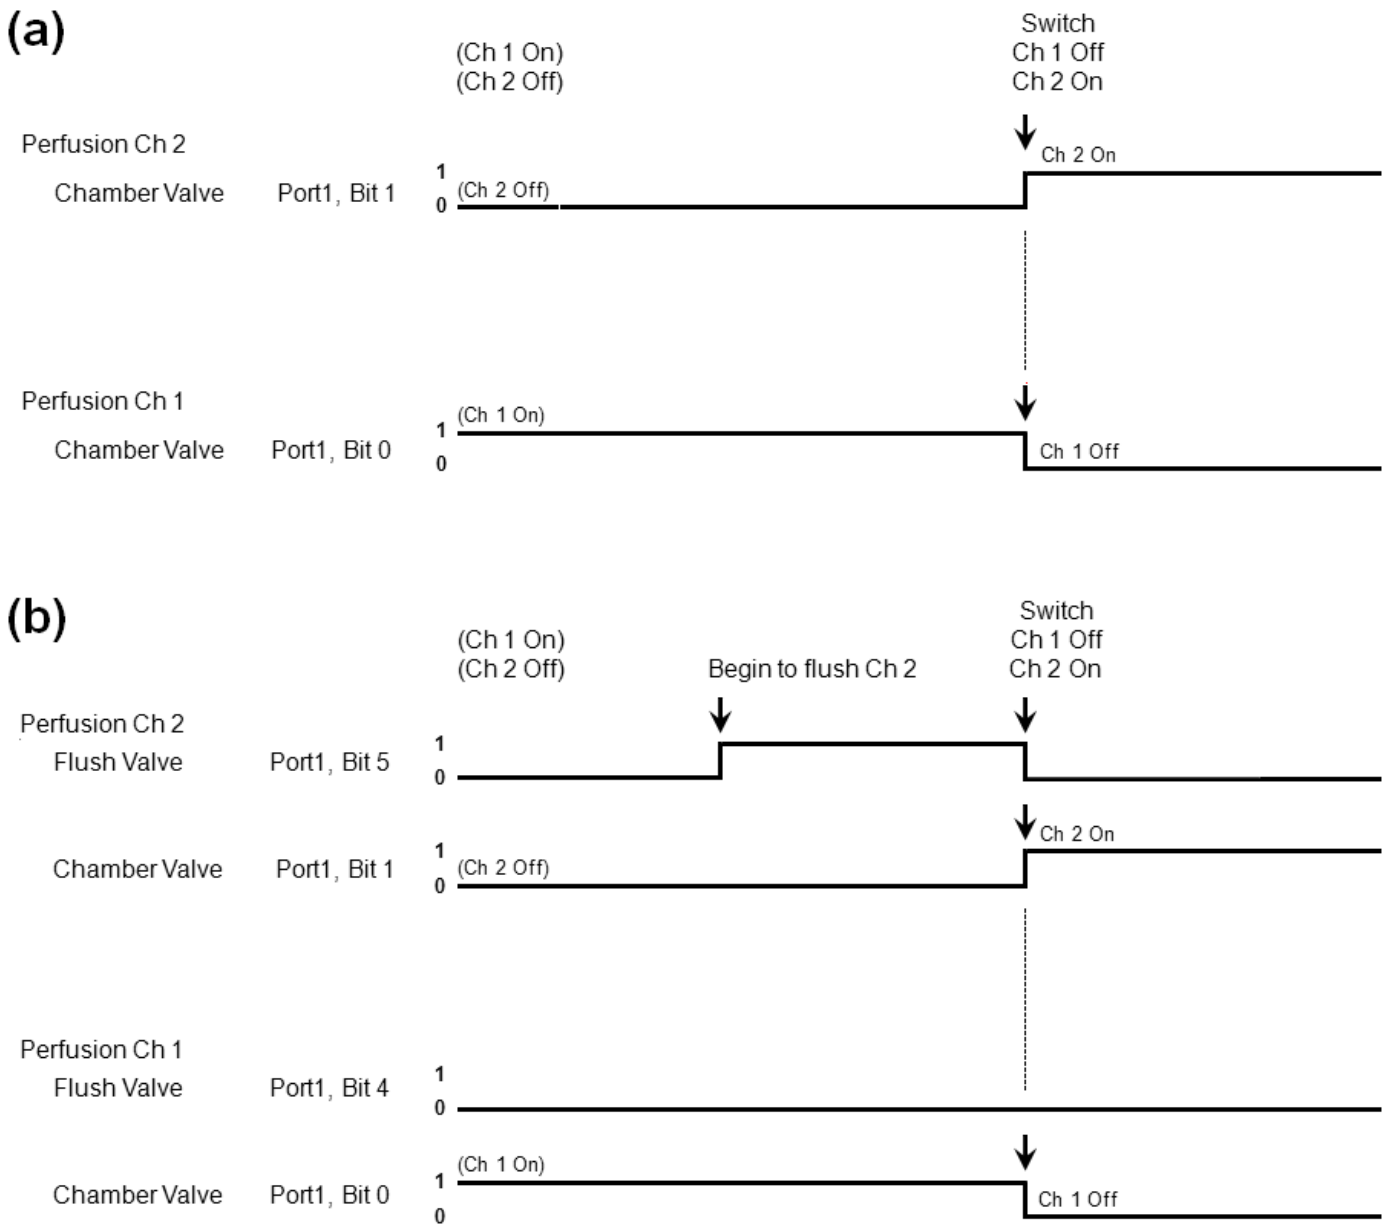 (a)
Switch
(Ch 1 On)
Ch 1 Off
(Ch 2 Off)
Ch 2 On
Perfusion Ch 2
Ch 2 On
1
Chamber Valve Port1, Bit 1
(Ch 2 Off)
0
Perfusion Ch 1
(Ch 1 On)
1
Chamber Valve Port1, Bit 0
Ch 1 Off
0
(b)
Switch
(Ch 1 On)
Ch 1 Off
(Ch 2 Off)
Begin to flush Ch 2
Ch 2 On
Perfusion Ch 2
1
Flush Valve Port1, Bit 5
0
Ch 2 On
1
Chamber Valve Port1, Bit 1
(Ch 2 Off)
0
Perfusion Ch 1
1
Flush Valve Port1, Bit 4
0
(Ch 1 On)
1
Chamber Valve Port1, Bit 0
Ch 1 Off
0